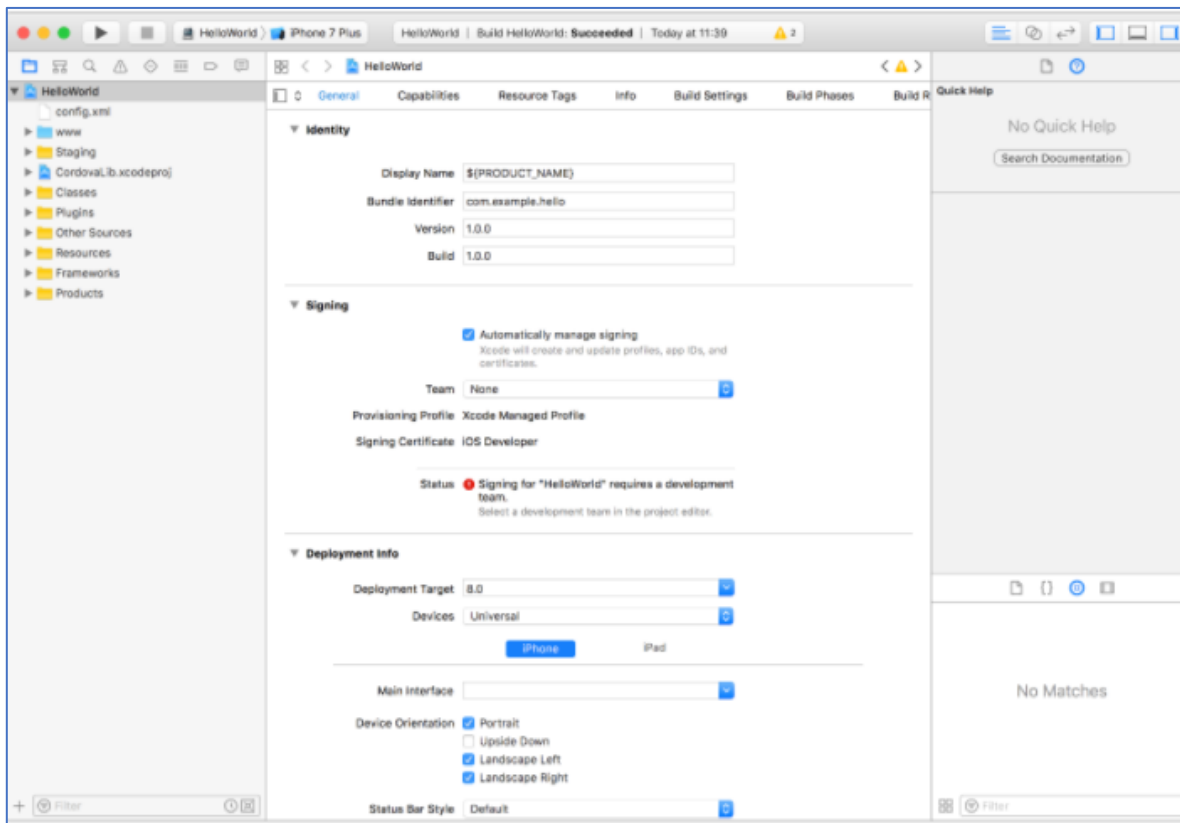 HelloWorld
iPhone 7 Plus
HelloWorld | Build HelloWorld: Succeeded | Today at 11:39
2
HelloWorld
config.xml
www
Staging
CordovaLib.xcodeproj
Classes
Plugins
Other Sources
Resources
Frameworks
Products
Filter
HelloWorld
General Capabilities Resource Tags Info Build Settings Build Phases Build R
Identity
Display Name ${PRODUCT_NAME}
Bundle Identifier com.example.hello
Version 1.0.0
Build 1.0.0
Signing
Automatically manage signing
Xcode will create and update profiles, app IDs, and
certificates.
Team None
Provisioning Profile Xcode Managed Profile
Signing Certificate iOS Developer
Status Signing for "HelloWorld" requires a development
team.
Select a development team in the project editor.
Deployment Info
Deployment Target 8.0
Devices Universal
iPhone iPad
Main Interface
Device Orientation Portrait
Upside Down
Landscape Left
Landscape Right
Status Bar Style Default
Quick Help
No Quick Help
Search Documentation
No Matches
Filter